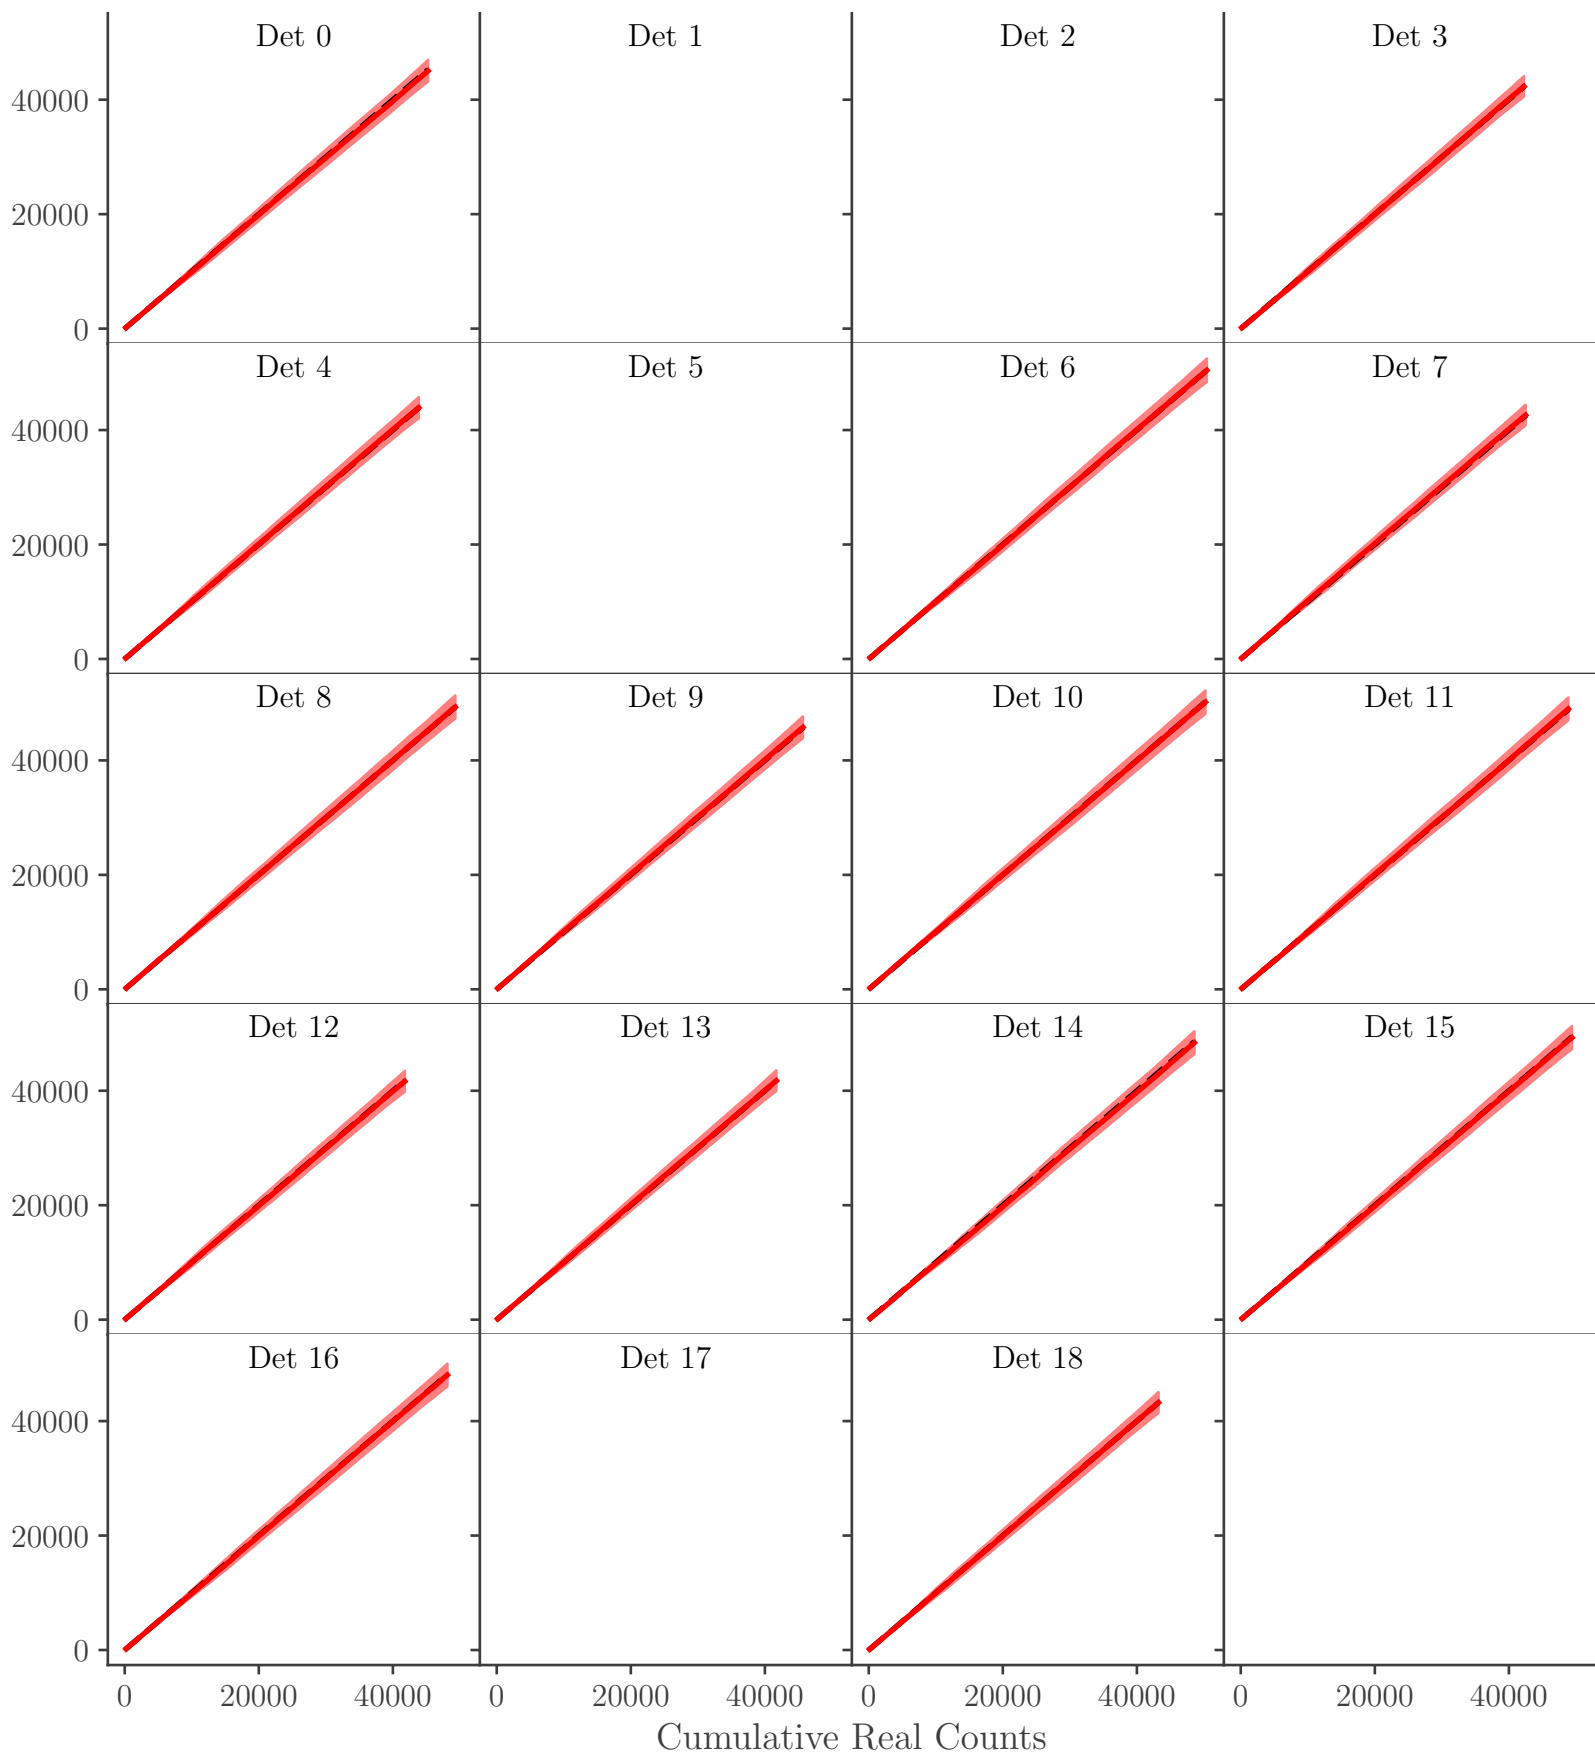 Det 0 Det 1 Det 2 Det 3
40000
20000
0
Det 4 Det 5 Det 6 Det 7
40000
20000
0
Det 8 Det 9 Det 10 Det 11
40000
20000
0
Det 12 Det 13 Det 14 Det 15
40000
20000
0
Det 16 Det 17 Det 18
40000
20000
0
0 20000 40000 0 20000 40000 0 20000 40000 0 20000 40000
Cumulative Real Counts